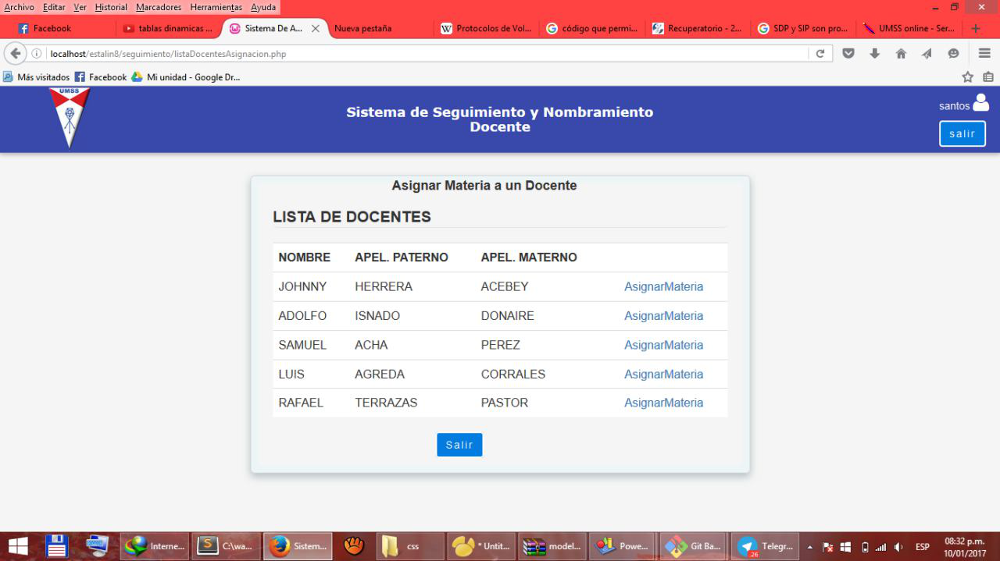 Archivo Editar Ver Historial Marcadores Herramientas Ayuda
Facebook tablas dinamicas ... Sistema De A... Nueva pestaña Protocolos de Vol... código que permi... Recuperatorio - 2... SDP y SIP son pro... UMSS online - Ser...
localhost/estalin8/seguimiento/listaDocentesAsignacion.php
Más visitados Facebook Mi unidad - Google Dr...
UMSS
Sistema de Seguimiento y Nombramiento
Docente
santos
salir
Asignar Materia a un Docente
LISTA DE DOCENTES
NOMBRE APEL. PATERNO APEL. MATERNO
JOHNNY HERRERA ACEBEY AsignarMateria
ADOLFO ISNADO DONAIRE AsignarMateria
SAMUEL ACHA PEREZ AsignarMateria
LUIS AGREDA CORRALES AsignarMateria
RAFAEL TERRAZAS PASTOR AsignarMateria
Salir
Interne... C:\wa... Sistem... css * Untit... model... Powe... Git Ba... 26 Telegr... ESP 08:32 p.m.
10/01/2017